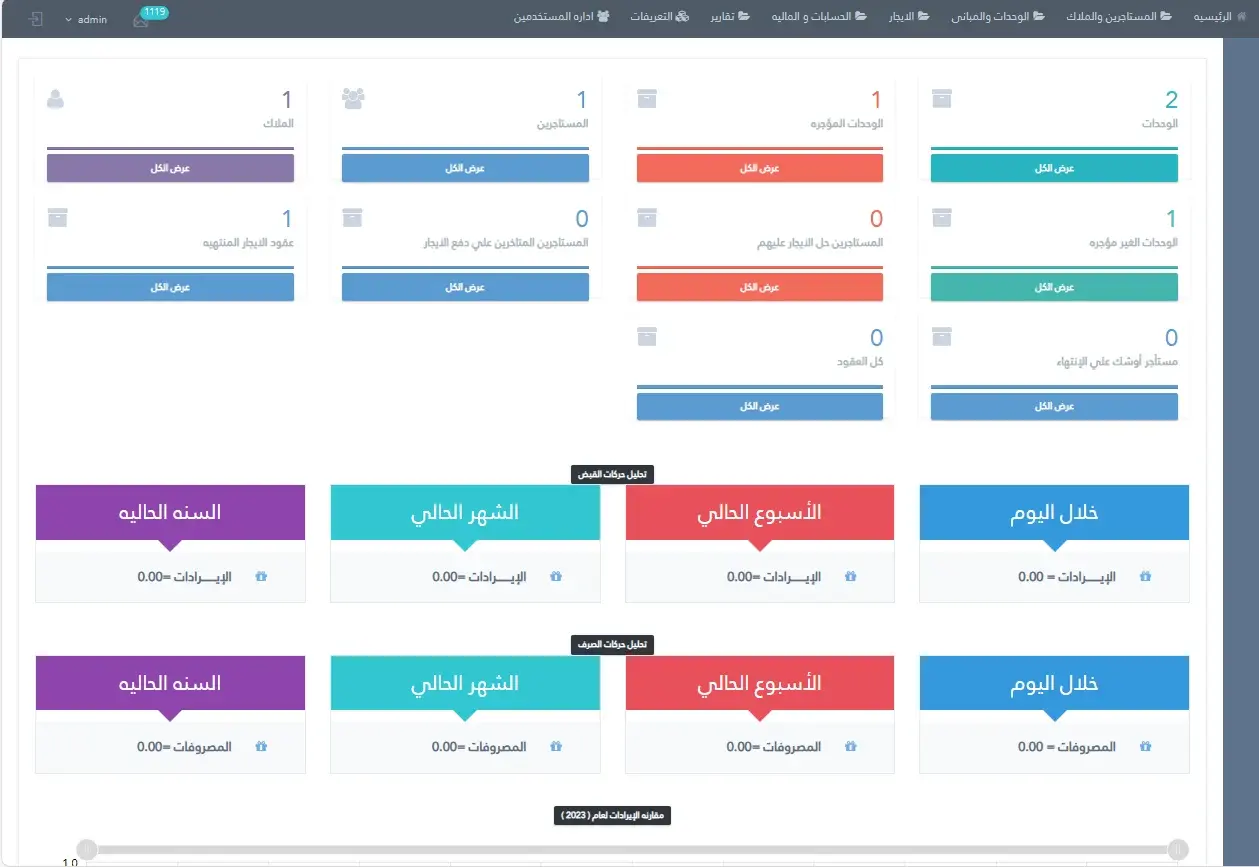 الرئيسيه
المستاجرين والملاك
الوحدات والمبانى
الايجار
الحسابات و الماليه
تقارير
التعريفات
اداره المستخدمين
1119
admin
2
الوحدات
عرض الكل
1
الوحدات المؤجره
عرض الكل
1
المستاجرين
عرض الكل
1
الملاك
عرض الكل
1
الوحدات الغير مؤجره
عرض الكل
0
المستاجرين حل الايجار عليهم
عرض الكل
0
المستاجرين المتاخرين علي دفع الايجار
عرض الكل
1
عقود الايجار المنتهيه
عرض الكل
0
مستأجر أوشك علي الإنتهاء
عرض الكل
0
كل العقود
عرض الكل
تحليل حركات القبض
خلال اليوم
الإيـــــرادات = 0.00
الأسبوع الحالي
الإيـــــرادات =0.00
الشهر الحالي
الإيـــــرادات =0.00
السنه الحاليه
الإيـــــرادات =0.00
تحليل حركات الصرف
خلال اليوم
المصروفات = 0.00
الأسبوع الحالي
المصروفات =0.00
الشهر الحالي
المصروفات =0.00
السنه الحاليه
المصروفات =0.00
مقارنه الإيرادات لعام ( 2023 )
1.0